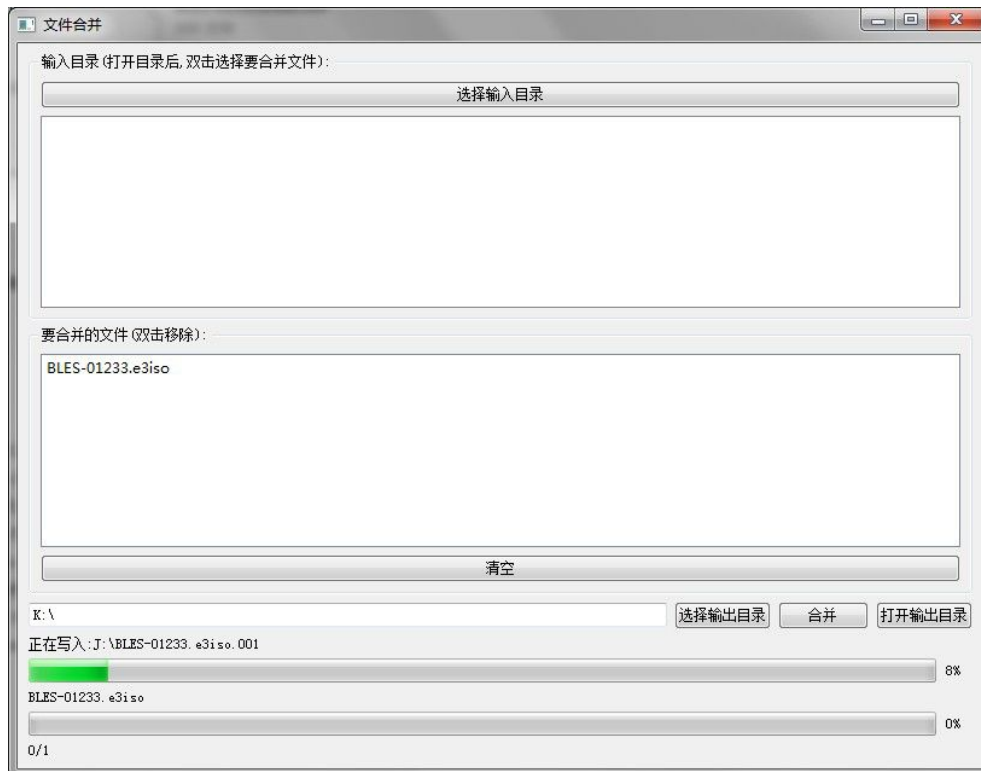 文件合并
输入目录(打开目录后,双击选择要合并文件):
选择输入目录
要合并的文件(双击移除):
BLES-01233.e3iso
清空
K:\ 选择输出目录 合并 打开输出目录
正在写入:J:\BLES-01233.e3iso.001
8%
BLES-01233.e3iso
0%
0/1